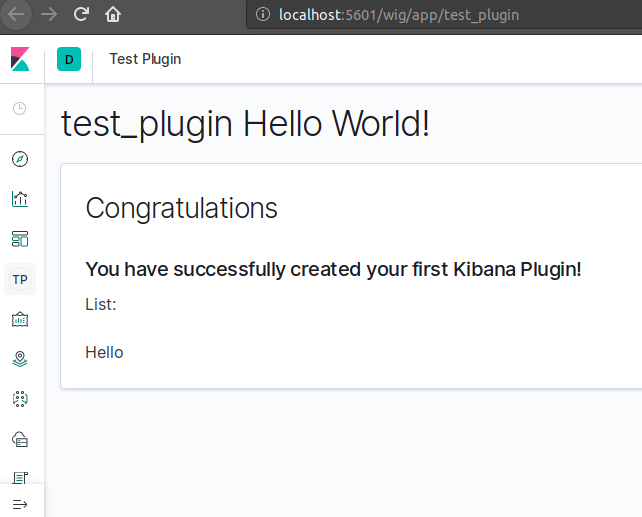 localhost:5601/wig/app/test_plugin
D
Test Plugin
test_plugin Hello World!
Congratulations
You have successfully created your first Kibana Plugin!
List:
TP
Hello